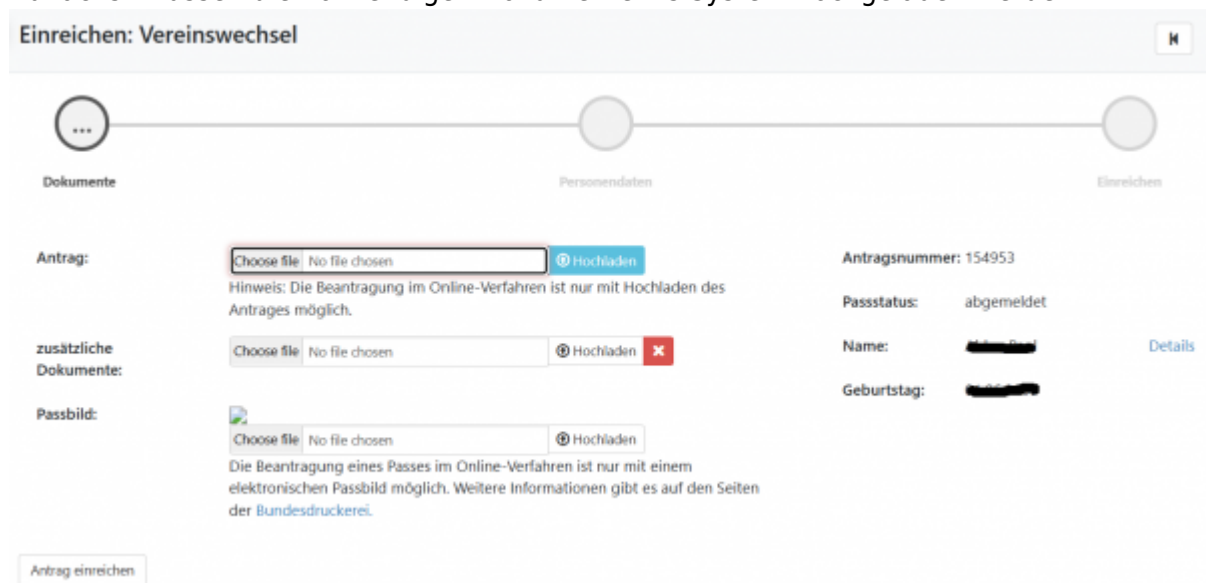 Einreichen: Vereinswechsel
...
Dokumente
Personendaten
Einreichen
Antrag:
Choose file No file chosen
Hochladen
Antragsnummer: 154953
Hinweis: Die Beantragung im Online-Verfahren ist nur mit Hochladen des
Antrages möglich.
Passstatus: abgemeldet
zusätzliche
Dokumente:
Choose file No file chosen
Hochladen
Name:
Details
Geburtstag:
Passbild:
Choose file No file chosen
Hochladen
Die Beantragung eines Passes im Online-Verfahren ist nur mit einem
elektronischen Passbild möglich. Weitere Informationen gibt es auf den Seiten
der Bundesdruckerei.
Antrag einreichen